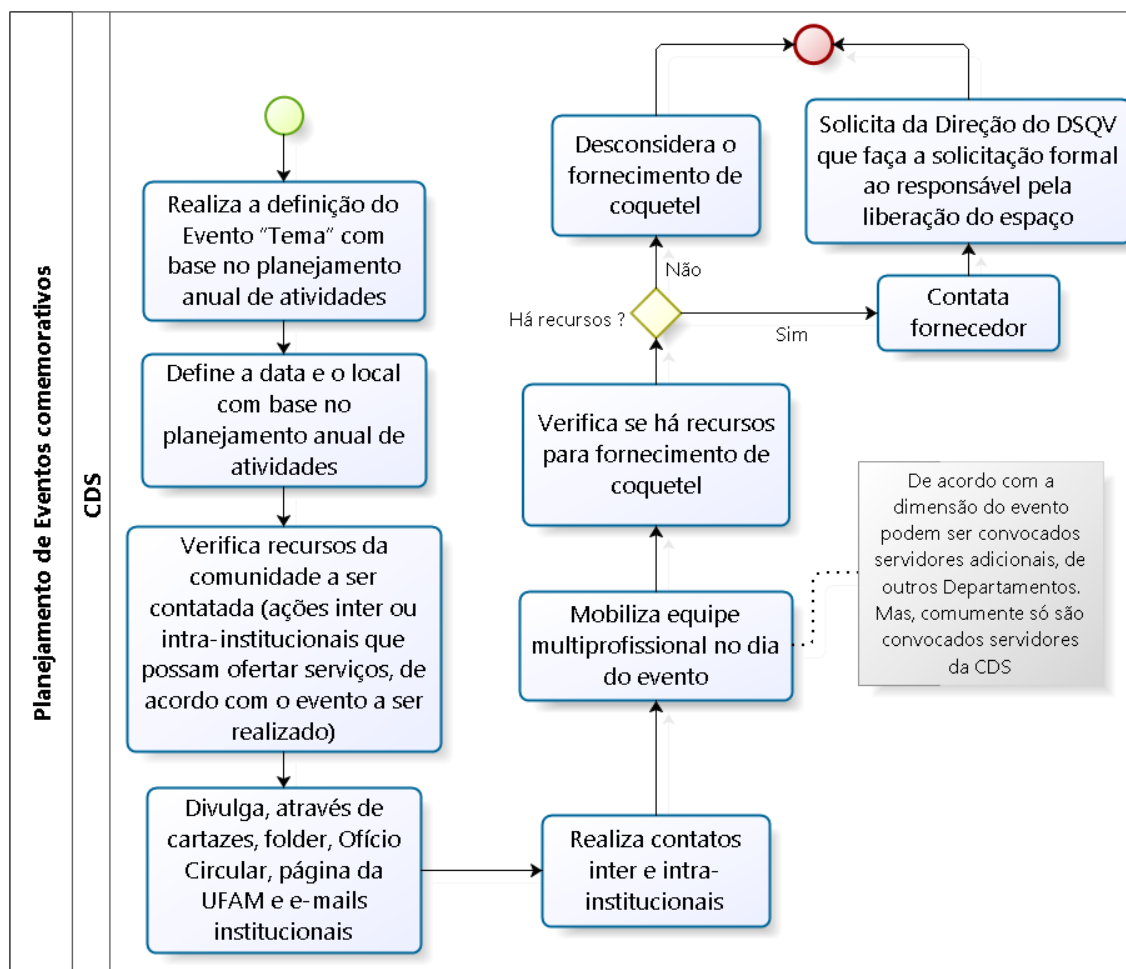 Planejamento de Eventos comemorativos
CDS
Realiza a definição do
Evento "Tema" com
base no planejamento
anual de atividades
Define a data e o local
com base no
planejamento anual de
atividades
Verifica recursos da
comunidade a ser
contatada (ações inter ou
intra-institucionais que
possam ofertar serviços, de
acordo com o evento a ser
realizado)
Divulga, através de
cartazes, folder, Ofício
Circular, página da
UFAM e e-mails
institucionais
Realiza contatos
inter e intra-
institucionais
Mobiliza equipe
multiprofissional no dia
do evento
De acordo com a
dimensão do evento
podem ser convocados
servidores adicionais, de
outros Departamentos.
Mas, comumente só são
convocados servidores
da CDS
Verifica se há recursos
para fornecimento de
coquetel
Há recursos ?
Não
Sim
Desconsidera o
fornecimento de
coquetel
Contata
fornecedor
Solicita da Direção do DSQV
que faça a solicitação formal
ao responsável pela
liberação do espaço